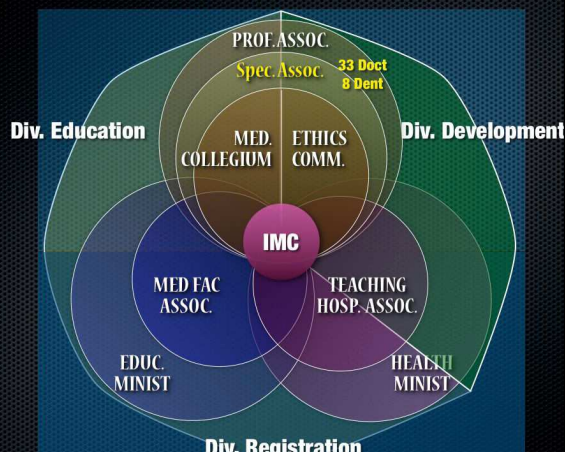 PROF.ASSOC.
Spec. Assoc.
33 Doct
8 Dent
Div. Education
Div. Development
MED.
COLLEGIUM
ETHICS
COMM.
IMC
MED FAC
ASSOC.
TEACHING
HOSP. ASSOC.
EDUC.
MINIST
HEALTH
MINIST
Div. Registration